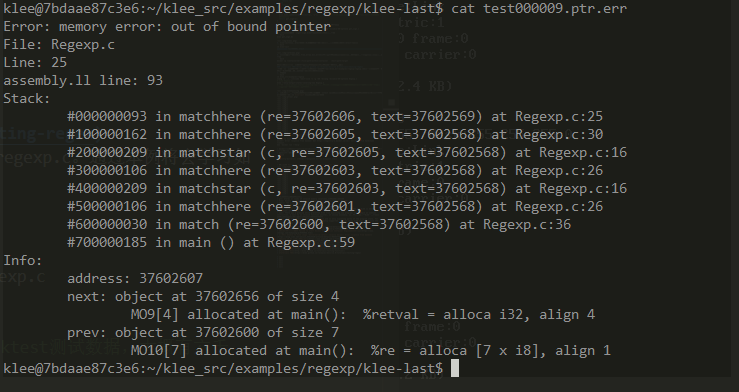 klee@7bdaae87c3e6:~/klee_src/examples/regexp/klee-last$ cat test000009.ptr.err
Error: memory error: out of bound pointer
File: Regexp.c
Line: 25
assembly.ll line: 93
Stack:
#000000093 in matchhere (re=37602606, text=37602569) at Regexp.c:25
#100000162 in matchhere (re=37602605, text=37602568) at Regexp.c:30
#200000209 in matchstar (c, re=37602605, text=37602568) at Regexp.c:16
#300000106 in matchhere (re=37602603, text=37602568) at Regexp.c:26
#400000209 in matchstar (c, re=37602603, text=37602568) at Regexp.c:16
#500000106 in matchhere (re=37602601, text=37602568) at Regexp.c:26
#600000030 in match (re=37602600, text=37602568) at Regexp.c:36
#700000185 in main () at Regexp.c:59
Info:
address: 37602607
next: object at 37602656 of size 4
MO9[4] allocated at main():  %retval = alloca i32, align 4
prev: object at 37602600 of size 7
MO10[7] allocated at main():  %re = alloca [7 x i8], align 1
klee@7bdaae87c3e6:~/klee_src/examples/regexp/klee-last$